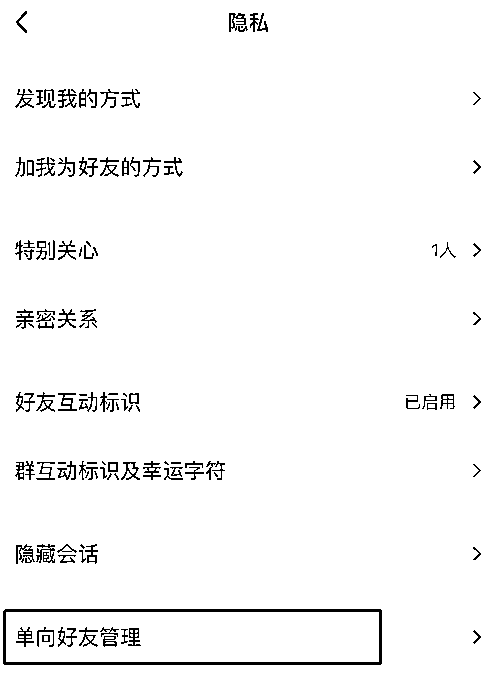 隐私
发现我的方式
加我为好友的方式
特别关心 1人
亲密关系
好友互动标识 已启用
群互动标识及幸运字符
隐藏会话
单向好友管理